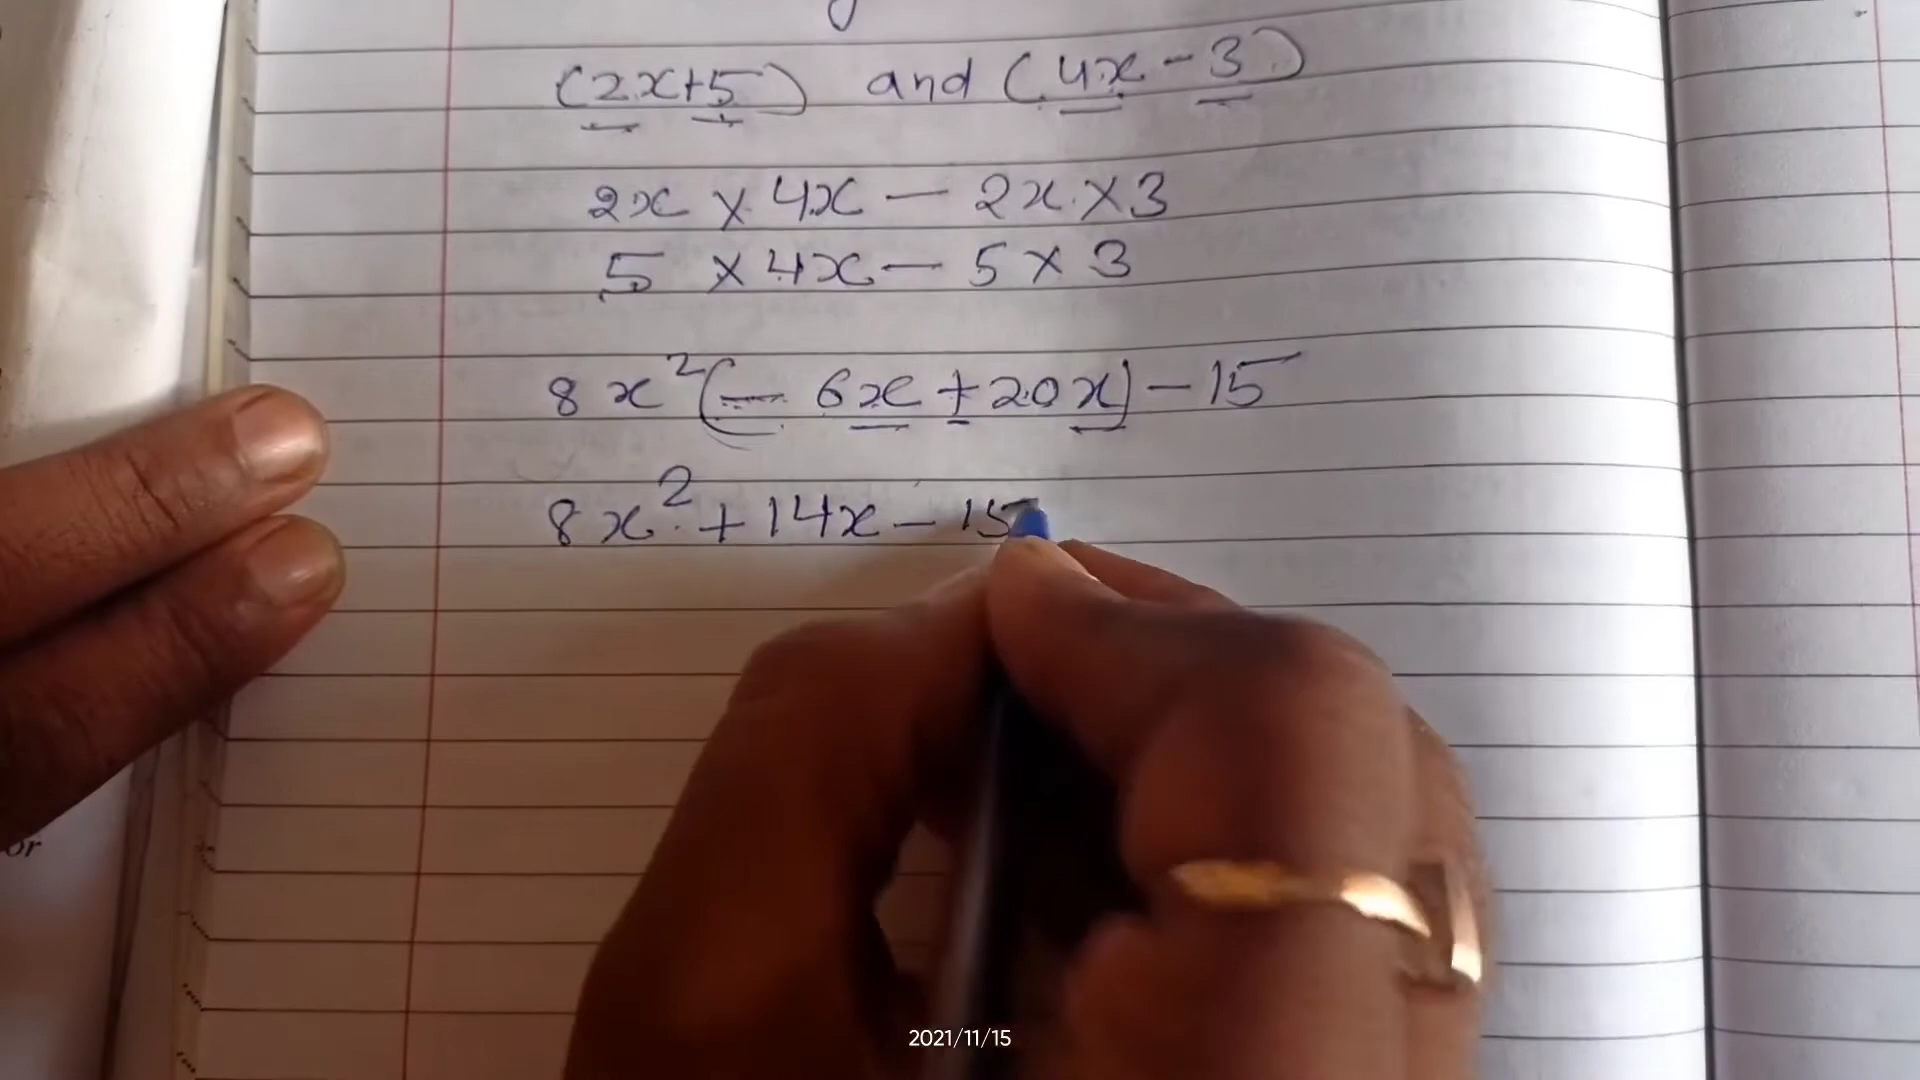 (2x+5) and (4x-3)
2x × 4x - 2x × 3
5 × 4x - 5 × 3
8x²(- 6x + 20x) - 15
8x² + 14x - 15
or
2021/11/15